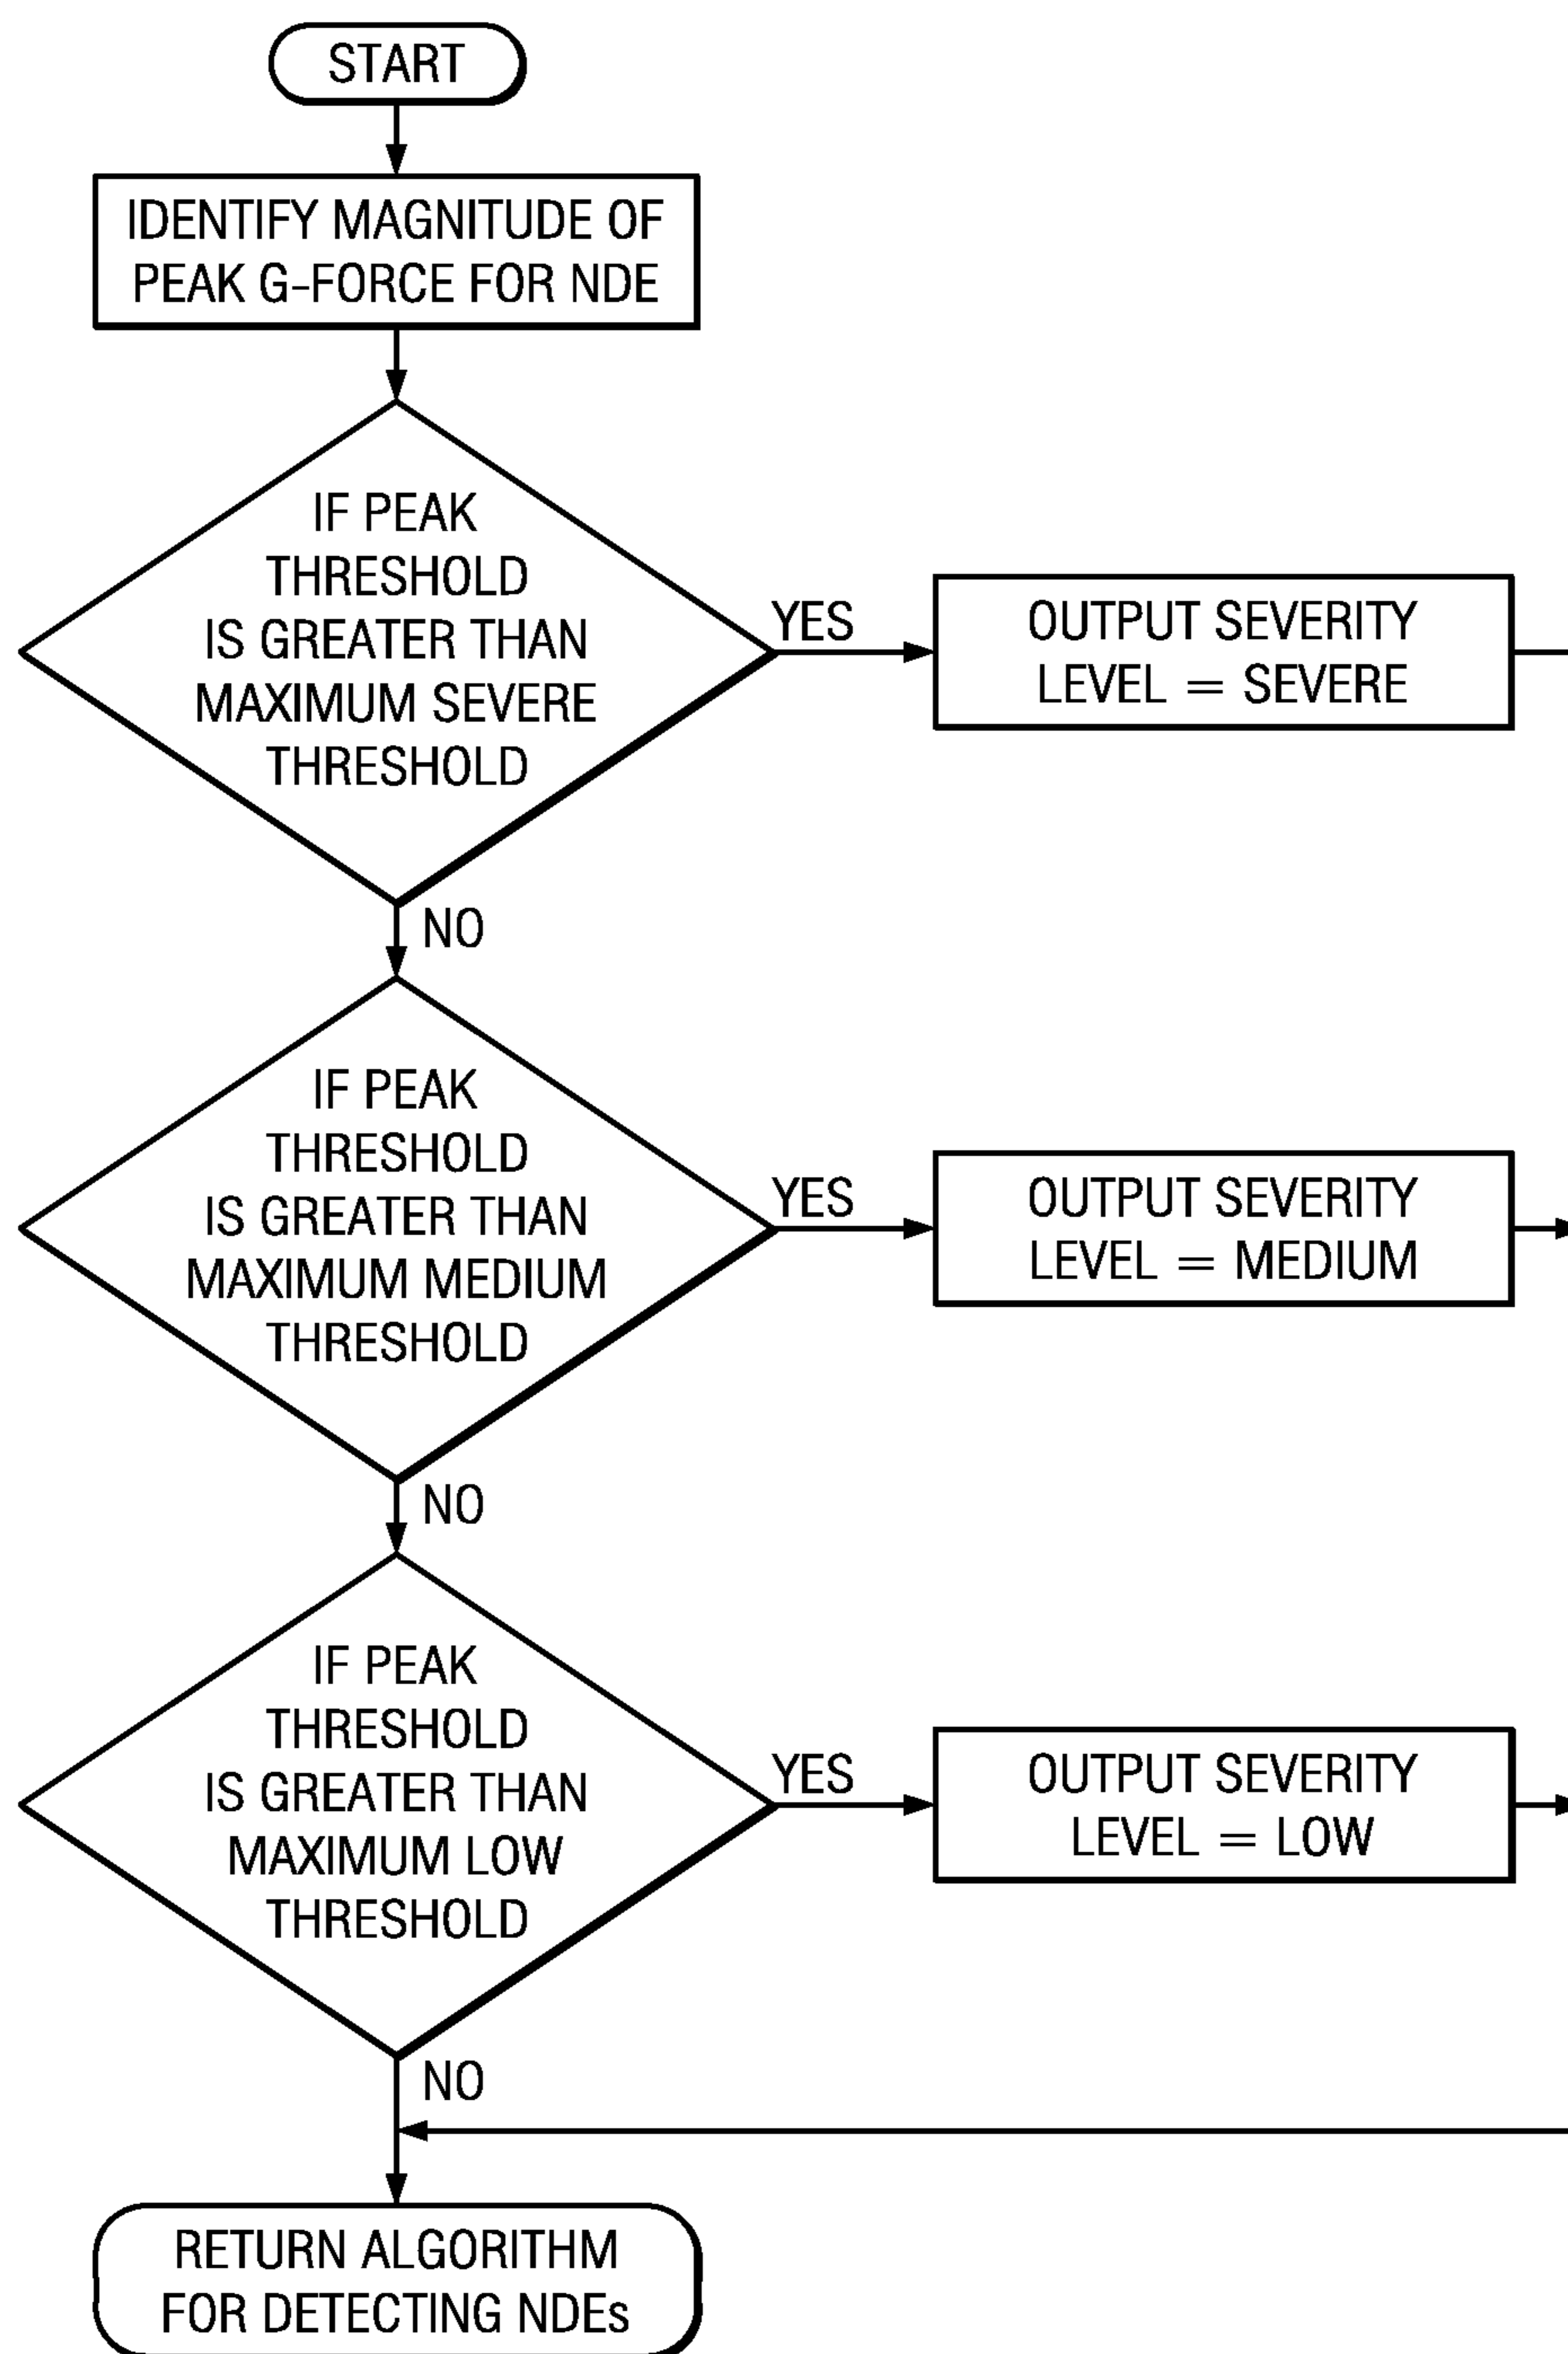 START
IDENTIFY MAGNITUDE OF
PEAK G-FORCE FOR NDE
IF PEAK
THRESHOLD
IS GREATER THAN
MAXIMUM SEVERE
THRESHOLD
YES
OUTPUT SEVERITY
LEVEL = SEVERE
NO
IF PEAK
THRESHOLD
IS GREATER THAN
MAXIMUM MEDIUM
THRESHOLD
YES
OUTPUT SEVERITY
LEVEL = MEDIUM
NO
IF PEAK
THRESHOLD
IS GREATER THAN
MAXIMUM LOW
THRESHOLD
YES
OUTPUT SEVERITY
LEVEL = LOW
NO
RETURN ALGORITHM
FOR DETECTING NDEs